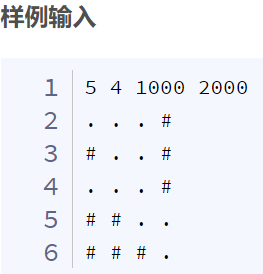 样例输入
1 5 4 1000 2000
2 . . . #
3 # . . #
4 . . . #
5 # # . .
6 # # # .